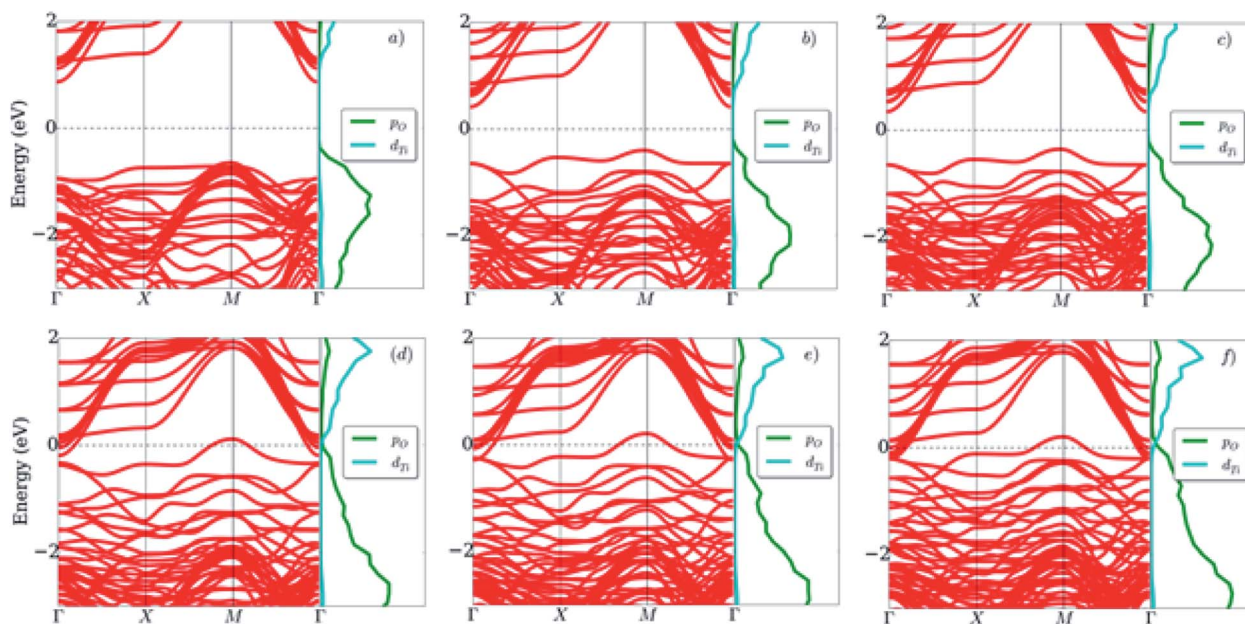 a)
b)
c)
2
0
−2
Energy (eV)
p_O
d_Ti
Γ X M Γ
2
0
−2
p_O
d_Ti
Γ X M Γ
2
0
−2
p_O
d_Ti
Γ X M Γ
(d)
e)
f)
2
0
−2
Energy (eV)
p_O
d_Ti
Γ X M Γ
2
0
−2
p_O
d_Ti
Γ X M Γ
2
0
−2
p_O
d_Ti
Γ X M Γ